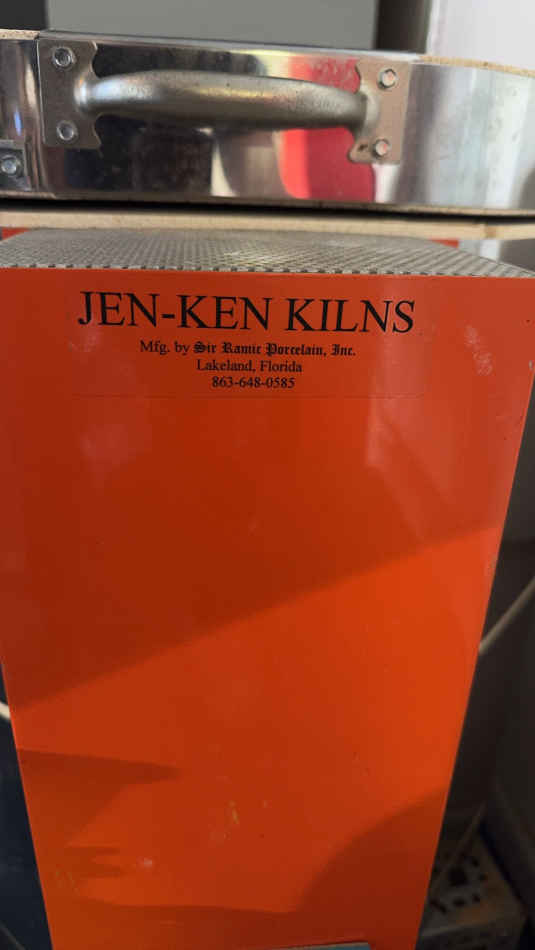 JEN-KEN KILNS
Mfg. by Sir Ramic Porcelain, Inc.
Lakeland, Florida
863-648-0585